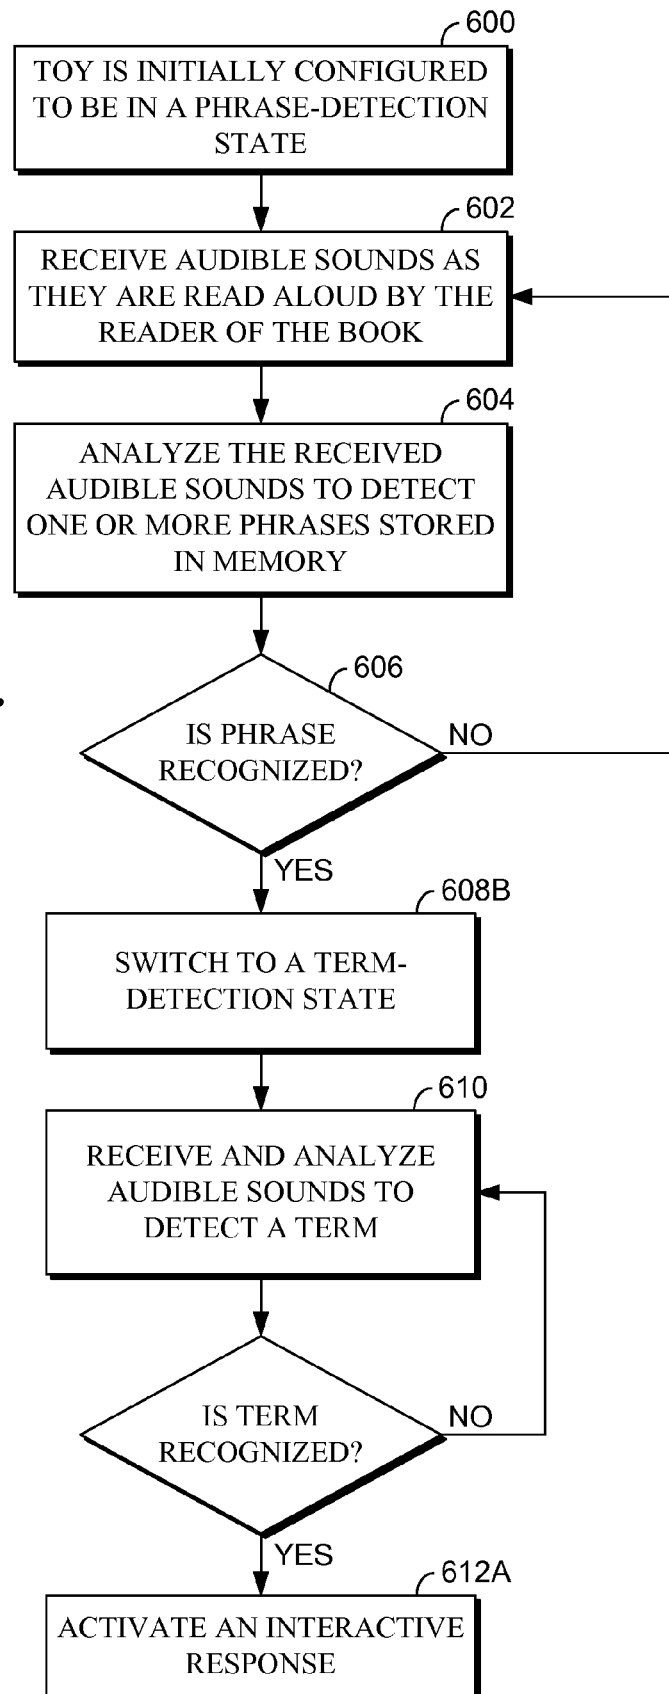 600
TOY IS INITIALLY CONFIGURED
TO BE IN A PHRASE-DETECTION
STATE
602
RECEIVE AUDIBLE SOUNDS AS
THEY ARE READ ALOUD BY THE
READER OF THE BOOK
604
ANALYZE THE RECEIVED
AUDIBLE SOUNDS TO DETECT
ONE OR MORE PHRASES STORED
IN MEMORY
606
IS PHRASE
RECOGNIZED?
NO
YES
608B
SWITCH TO A TERM-
DETECTION STATE
610
RECEIVE AND ANALYZE
AUDIBLE SOUNDS TO
DETECT A TERM
IS TERM
RECOGNIZED?
NO
YES
612A
ACTIVATE AN INTERACTIVE
RESPONSE